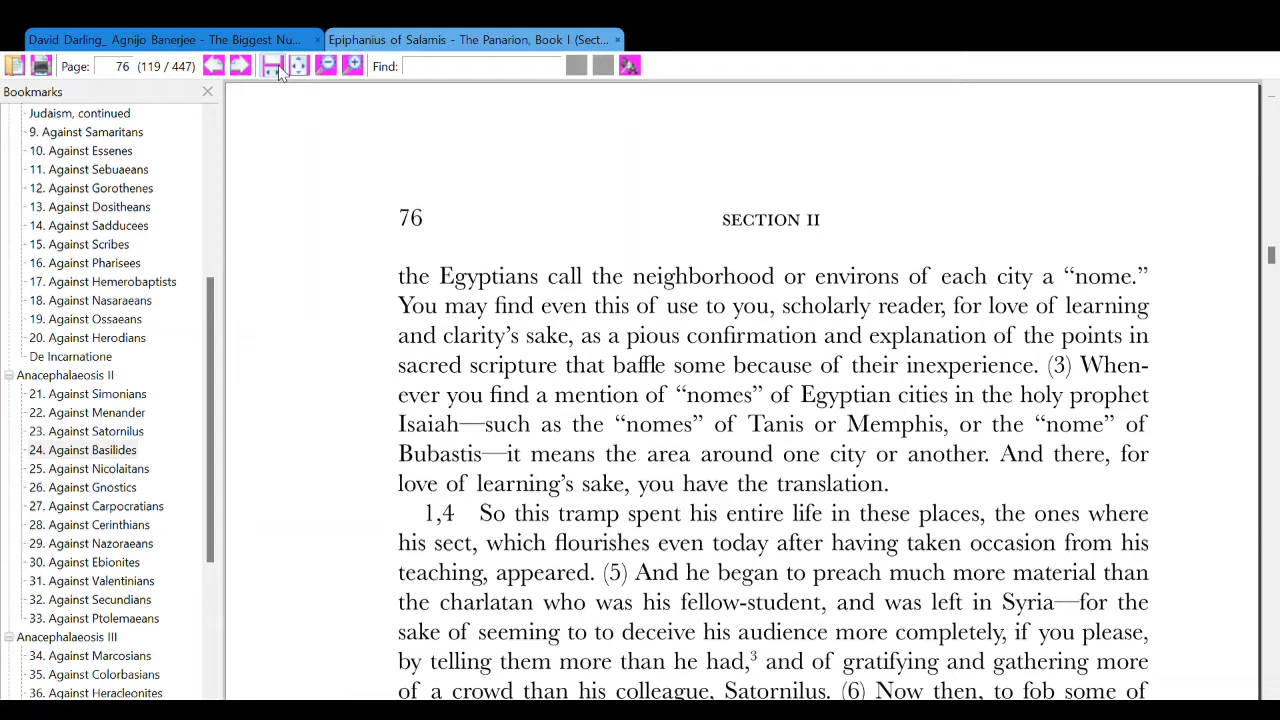 David Darling_ Agnijo Banerjee - The Biggest Nu...
Epiphanius of Salamis - The Panarion, Book I (Sect...
Page: 76 (119 / 447)
Find:
Bookmarks
Judaism, continued
9. Against Samaritans
10. Against Essenes
11. Against Sebuaeans
12. Against Gorothenes
13. Against Dositheans
14. Against Sadducees
15. Against Scribes
16. Against Pharisees
17. Against Hemerobaptists
18. Against Nasaraeans
19. Against Ossaeans
20. Against Herodians
De Incarnatione
Anacephalaeosis II
21. Against Simonians
22. Against Menander
23. Against Satornilus
24. Against Basilides
25. Against Nicolaitans
26. Against Gnostics
27. Against Carpocratians
28. Against Cerinthians
29. Against Nazoraeans
30. Against Ebionites
31. Against Valentinians
32. Against Secundians
33. Against Ptolemaeans
Anacephalaeosis III
34. Against Marcosians
35. Against Colorbasians
36. Against Heracleonites
76
SECTION II
the Egyptians call the neighborhood or environs of each city a “nome.”
You may find even this of use to you, scholarly reader, for love of learning
and clarity’s sake, as a pious confirmation and explanation of the points in
sacred scripture that baffle some because of their inexperience. (3) When-
ever you find a mention of “nomes” of Egyptian cities in the holy prophet
Isaiah—such as the “nomes” of Tanis or Memphis, or the “nome” of
Bubastis—it means the area around one city or another. And there, for
love of learning’s sake, you have the translation.
1,4 So this tramp spent his entire life in these places, the ones where
his sect, which flourishes even today after having taken occasion from his
teaching, appeared. (5) And he began to preach much more material than
the charlatan who was his fellow-student, and was left in Syria—for the
sake of seeming to to deceive his audience more completely, if you please,
by telling them more than he had,³ and of gratifying and gathering more
of a crowd than his colleague, Satornilus. (6) Now then, to fob some of